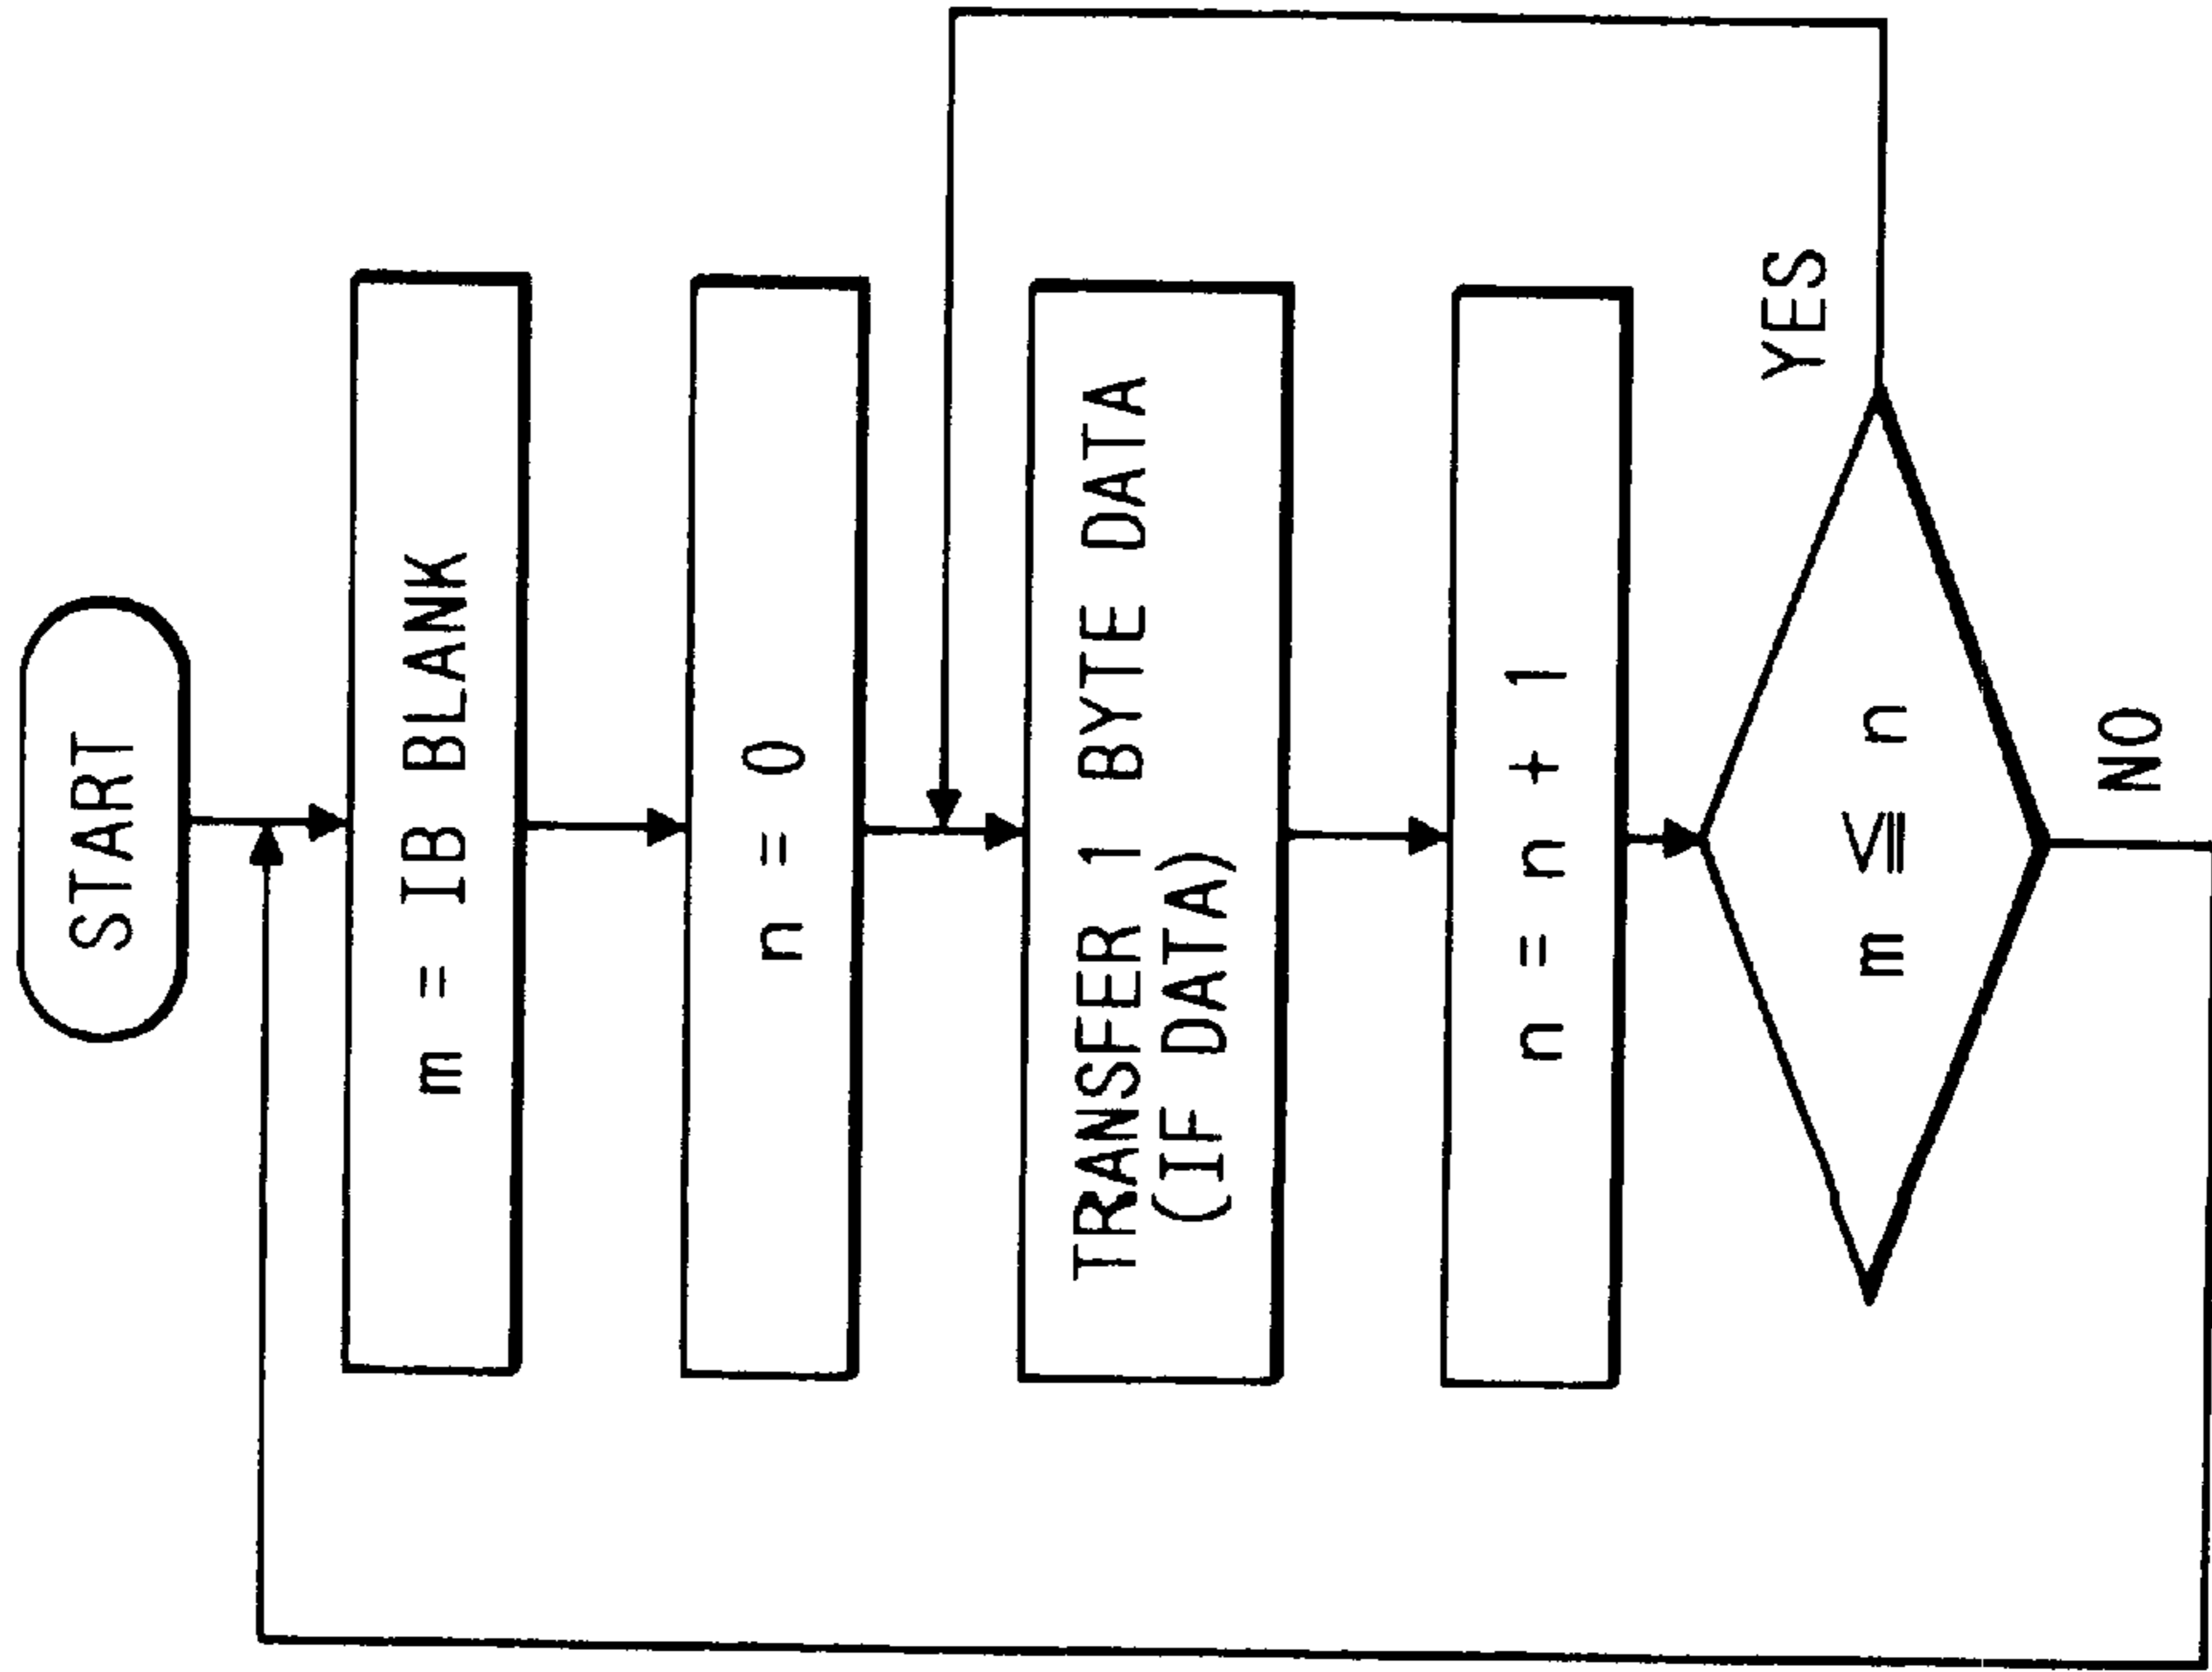 START
m = IB BLANK
n = 0
TRANSFER 1 BYTE DATA
(IF DATA)
n = n + 1
m ≦ n
YES
NO